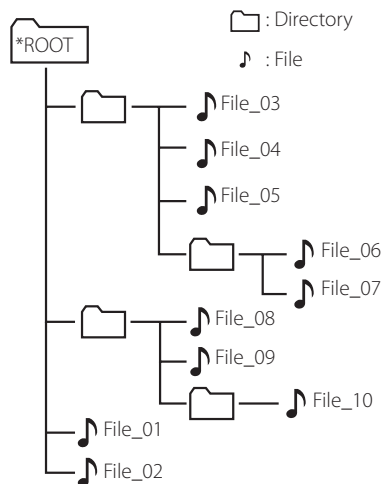 : Directory
*ROOT
: File
File_03
File_04
File_05
File_06
File_07
File_08
File_09
File_10
File_01
File_02